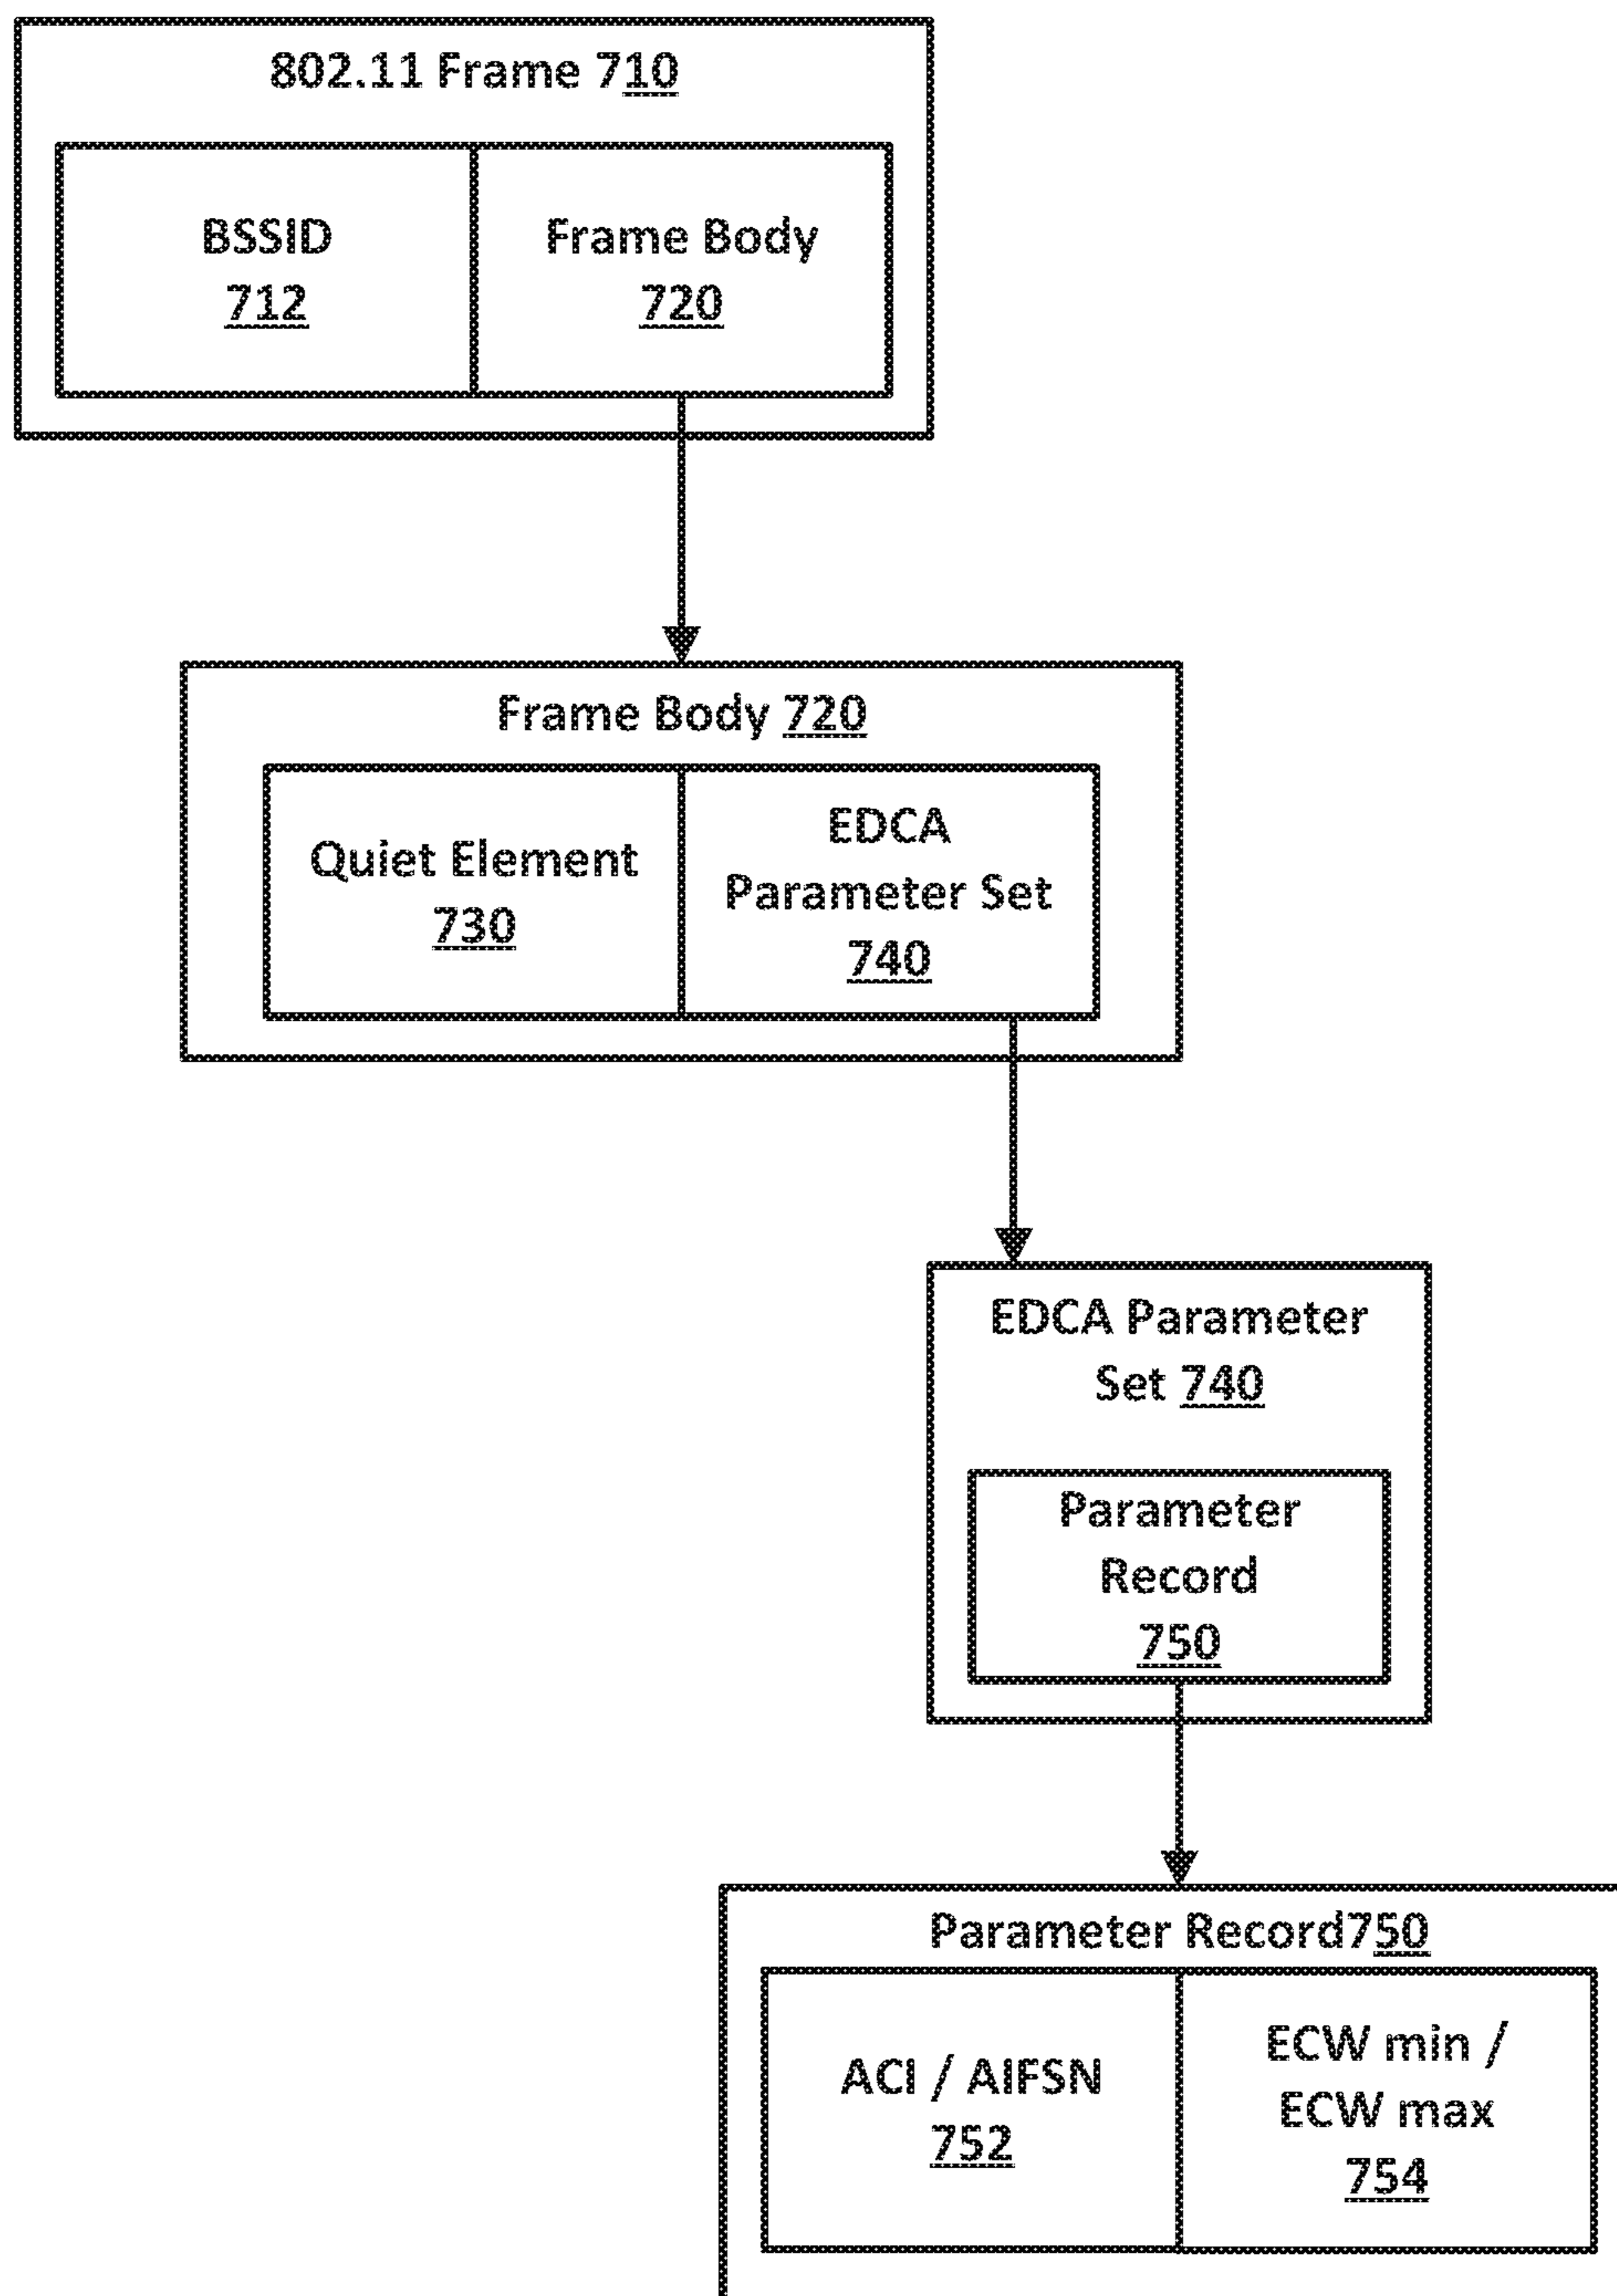 802.11 Frame 710
BSSID
712
Frame Body
720
Frame Body 720
Quiet Element
730
EDCA
Parameter Set
740
EDCA Parameter
Set 740
Parameter
Record
750
Parameter Record750
ACI / AIFSN
752
ECW min /
ECW max
754